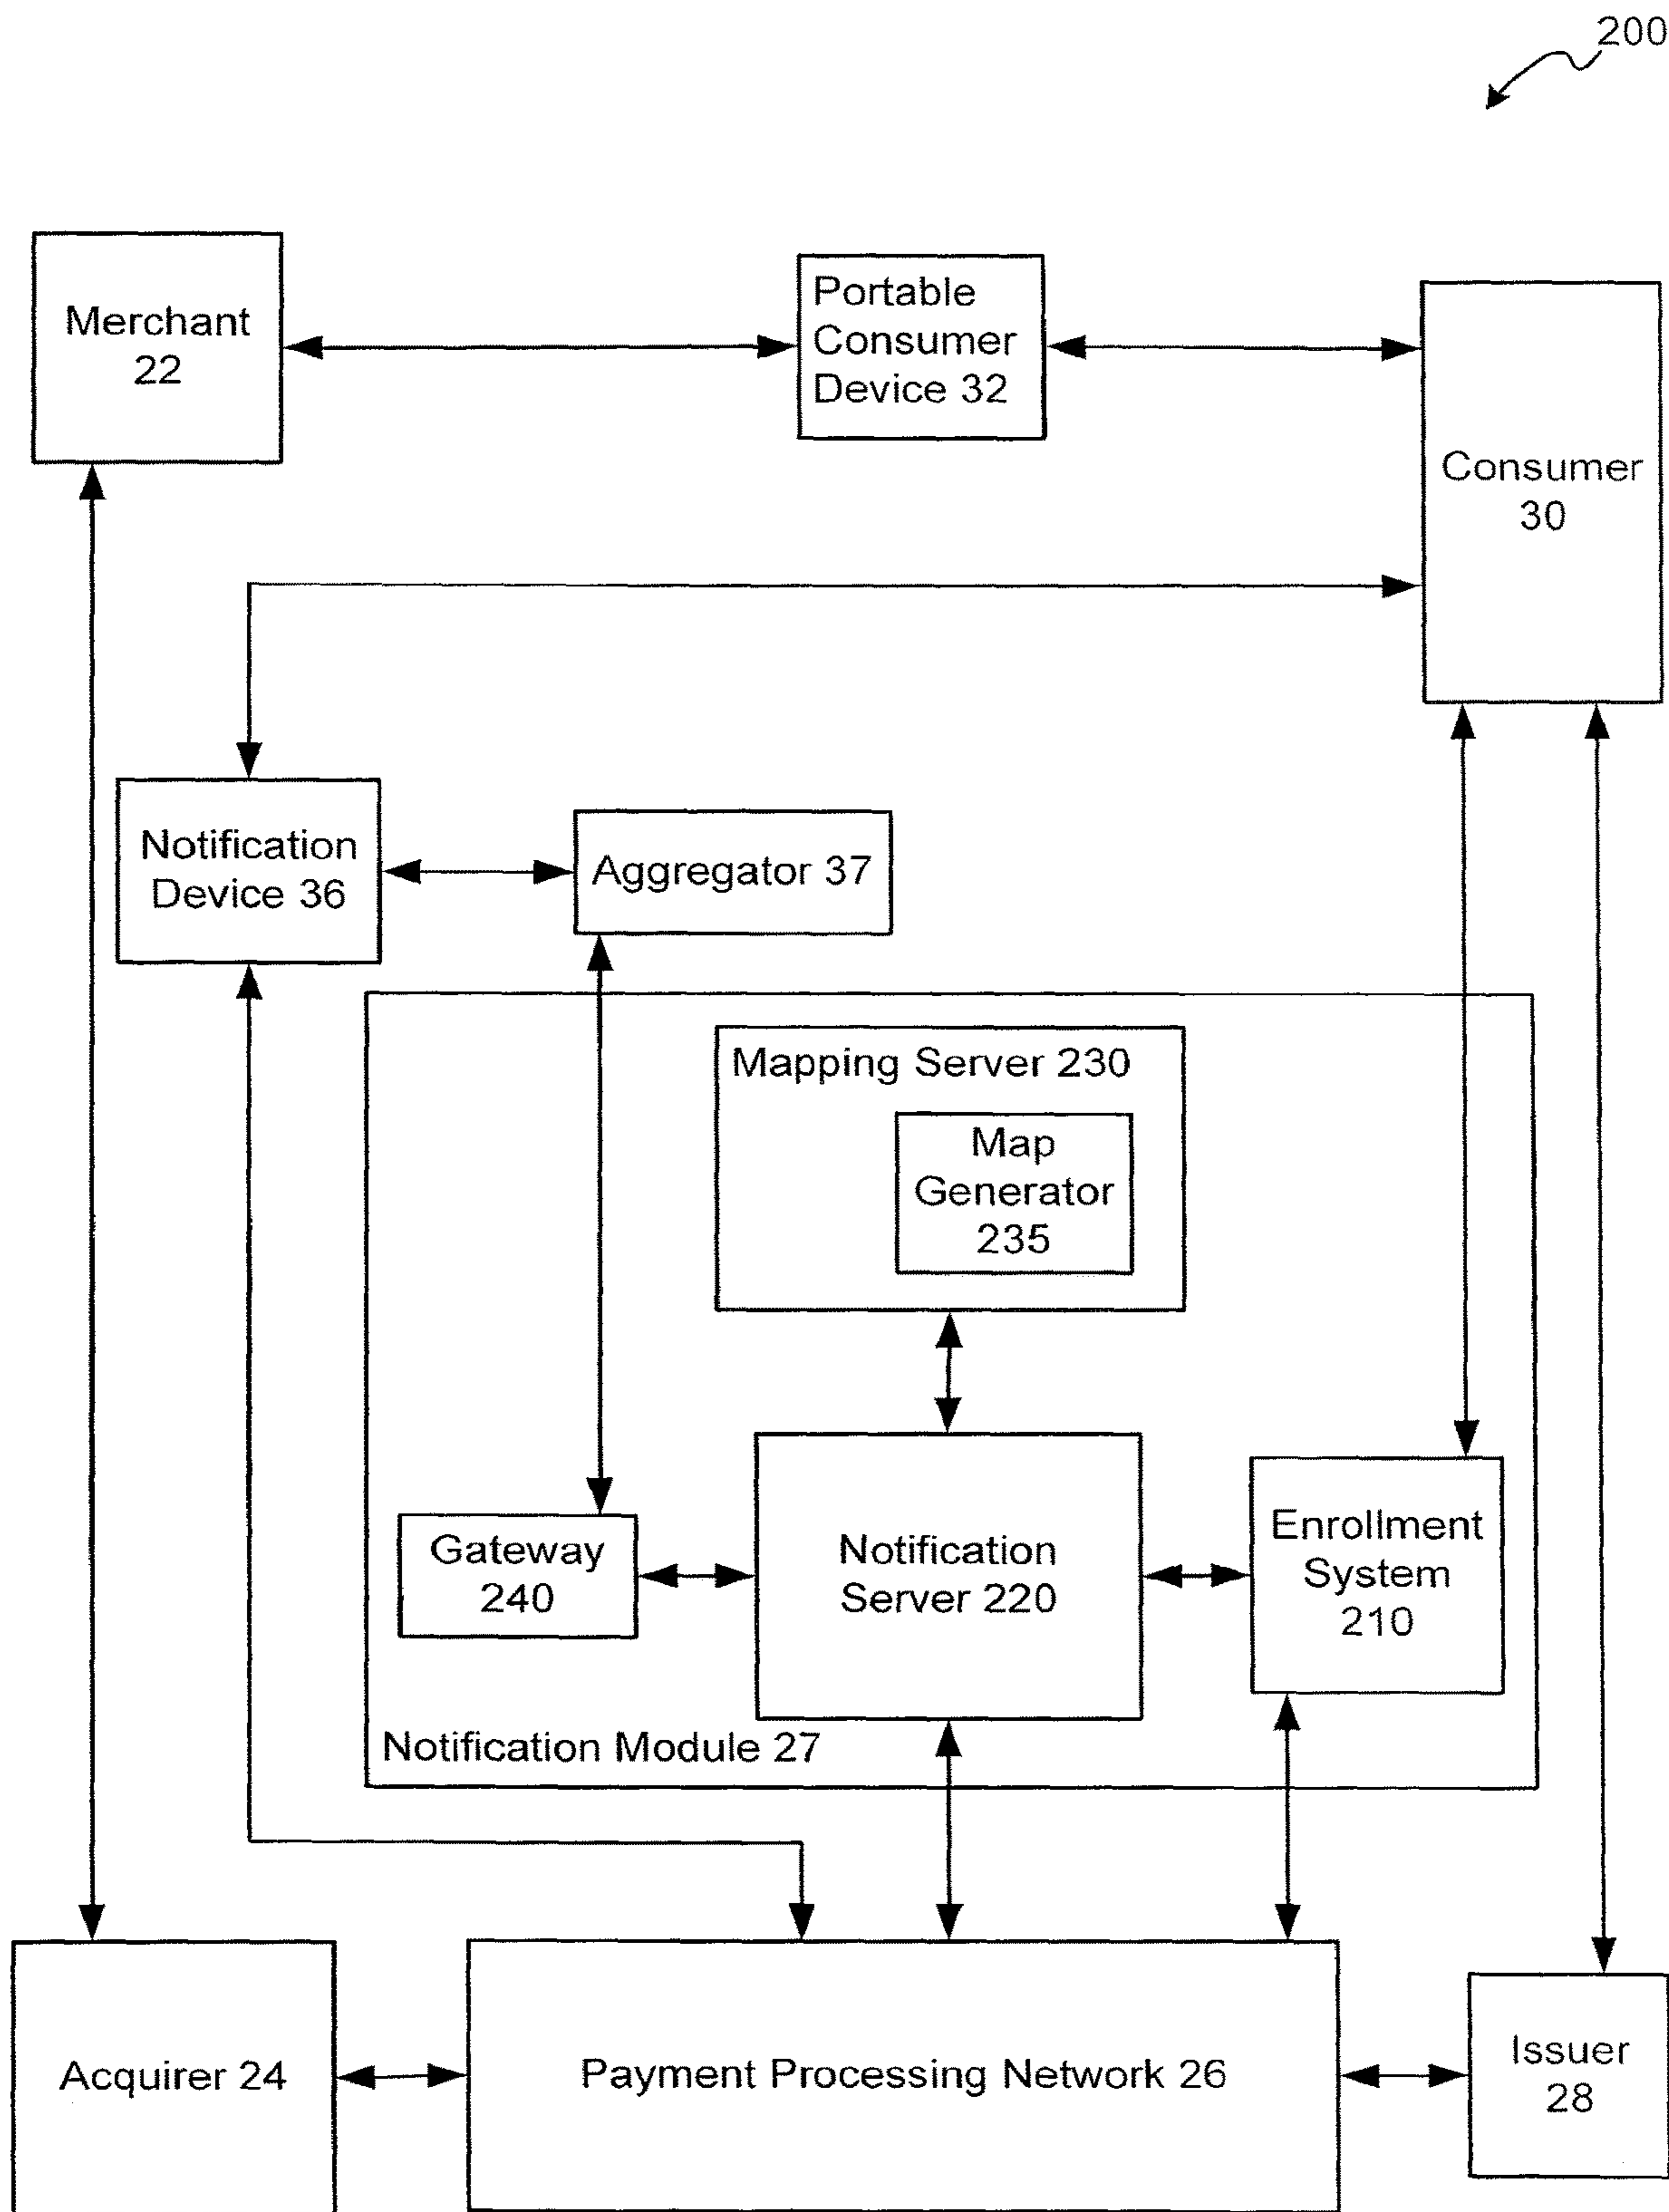 200
Merchant
22
Portable
Consumer
Device 32
Consumer
30
Notification
Device 36
Aggregator 37
Mapping Server 230
Map
Generator
235
Gateway
240
Notification
Server 220
Enrollment
System
210
Notification Module 27
Acquirer 24
Payment Processing Network 26
Issuer
28